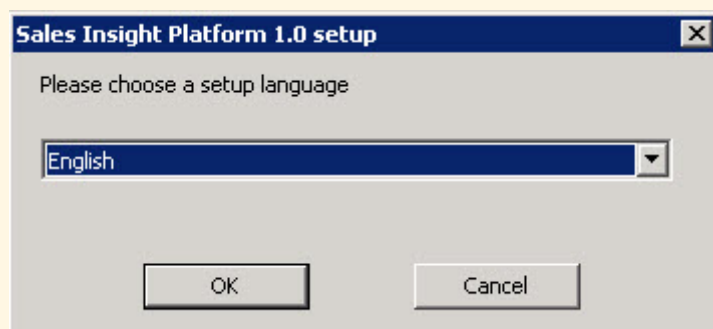 Sales Insight Platform 1.0 setup
Please choose a setup language
English
OK Cancel